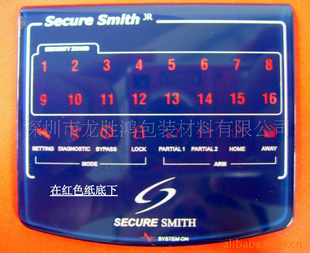 Secure Smith JR
SECURITY ZONES
1 2 3 4 5 6 7 8
9 10 11 12 13 14 15 16
深圳市龙胜鸿包装材料有限公司
SETTING DIAGNOSTIC BYPASS LOCK PARTIAL 1 PARTIAL 2 HOME AWAY
MODE ARM
在红色纸底下
SECURE SMITH
SYSTEM ON